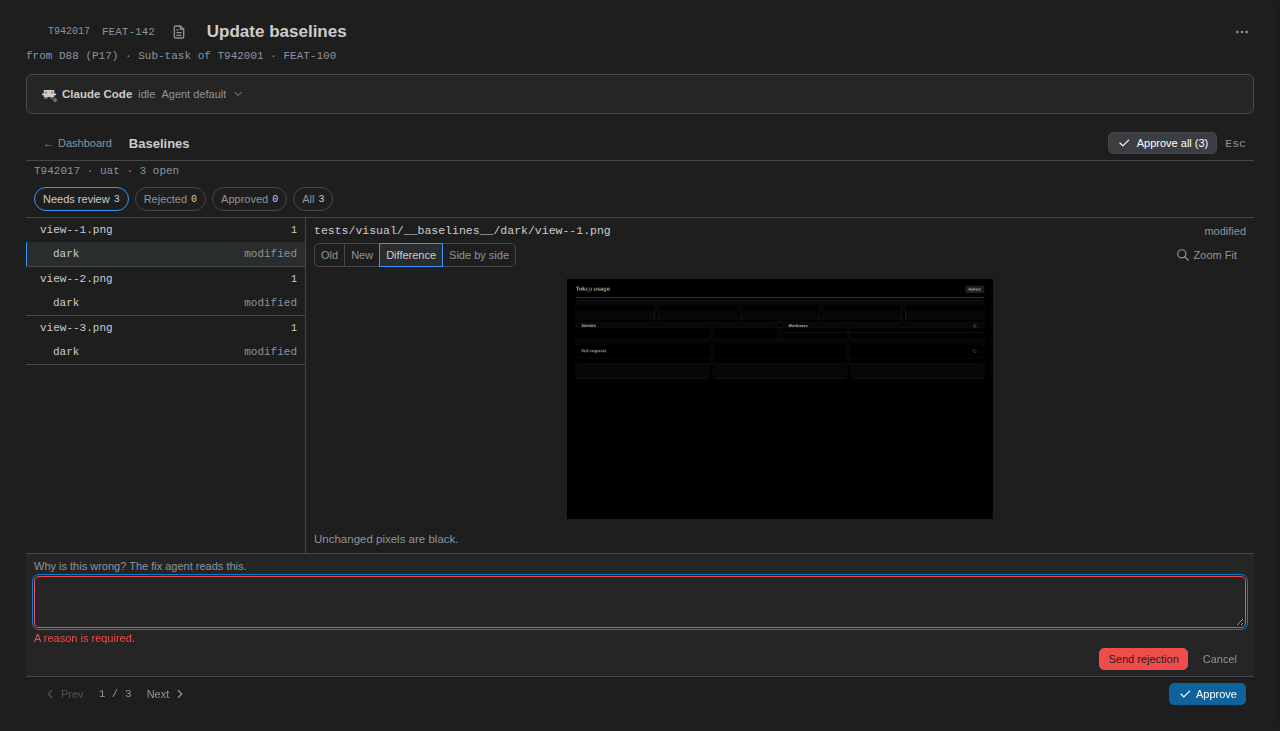 T942017 FEAT-142 Update baselines
from D88 (P17) · Sub-task of T942001 · FEAT-100
Claude Code idle Agent default
← Dashboard Baselines Approve all (3) Esc
T942017 · uat · 3 open
Needs review 3 Rejected 0 Approved 0 All 3
view--1.png 1
dark modified
view--2.png 1
dark modified
view--3.png 1
dark modified
tests/visual/__baselines__/dark/view--1.png modified
Old New Difference Side by side Zoom Fit
usage
Servers
Pull requests
Unchanged pixels are black.
Why is this wrong? The fix agent reads this.
A reason is required.
Send rejection Cancel
Prev 1 / 3 Next Approve